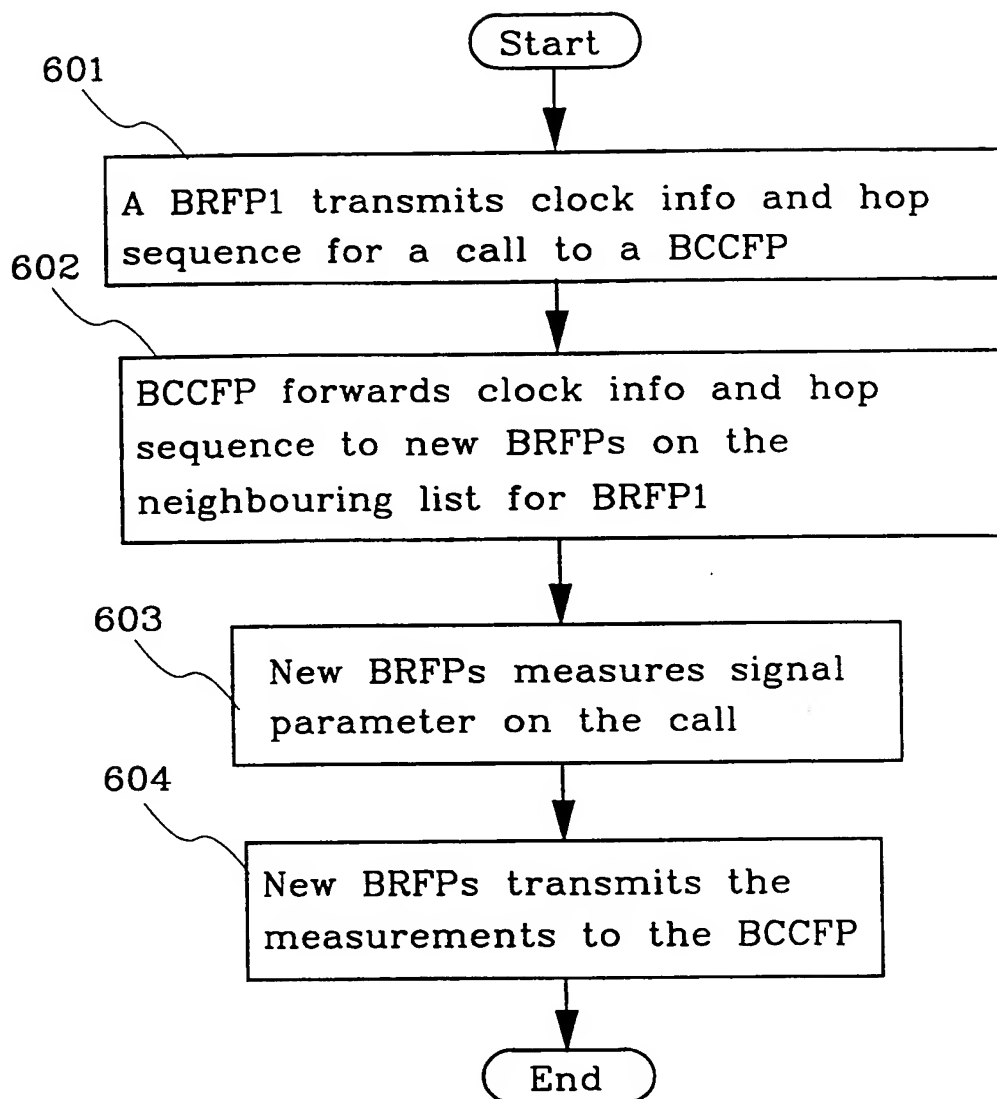 Start
601
A BRFP1 transmits clock info and hop
sequence for a call to a BCCFP
602
BCCFP forwards clock info and hop
sequence to new BRFPs on the
neighbouring list for BRFP1
603
New BRFPs measures signal
parameter on the call
604
New BRFPs transmits the
measurements to the BCCFP
End